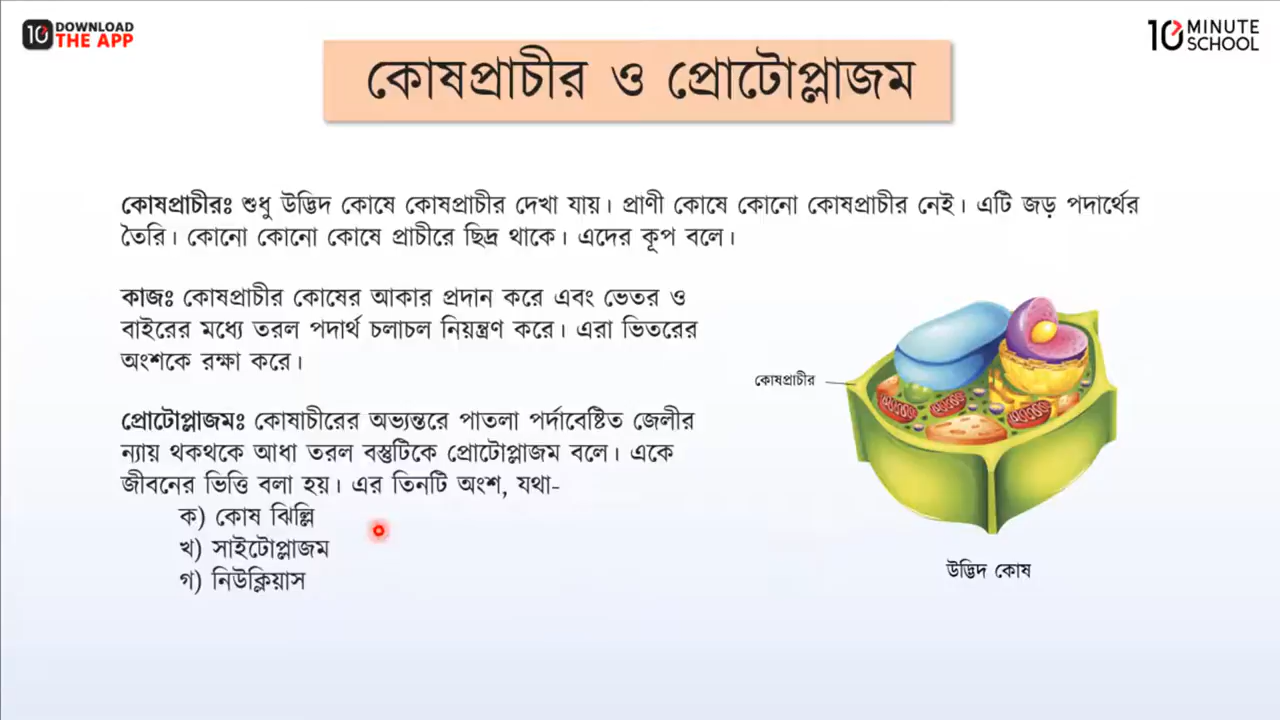 DOWNLOAD
THE APP
10 MINUTE
SCHOOL
কোষপ্রাচীর ও প্রোটোপ্লাজম
কোষপ্রাচীরঃ শুধু উদ্ভিদ কোষে কোষপ্রাচীর দেখা যায়। প্রাণী কোষে কোনো কোষপ্রাচীর নেই। এটি জড় পদার্থের
তৈরি। কোনো কোনো কোষে প্রাচীরে ছিদ্র থাকে। এদের কূপ বলে।
কাজঃ কোষপ্রাচীর কোষের আকার প্রদান করে এবং ভেতর ও
বাইরের মধ্যে তরল পদার্থ চলাচল নিয়ন্ত্রণ করে। এরা ভিতরের
অংশকে রক্ষা করে।
কোষপ্রাচীর
প্রোটোপ্লাজমঃ কোষাচীরের অভ্যন্তরে পাতলা পর্দাবেষ্টিত জেলীর
ন্যায় থকথকে আধা তরল বস্তুটিকে প্রোটোপ্লাজম বলে। একে
জীবনের ভিত্তি বলা হয়। এর তিনটি অংশ, যথা-
ক) কোষ ঝিল্লি
খ) সাইটোপ্লাজম
গ) নিউক্লিয়াস
উদ্ভিদ কোষ